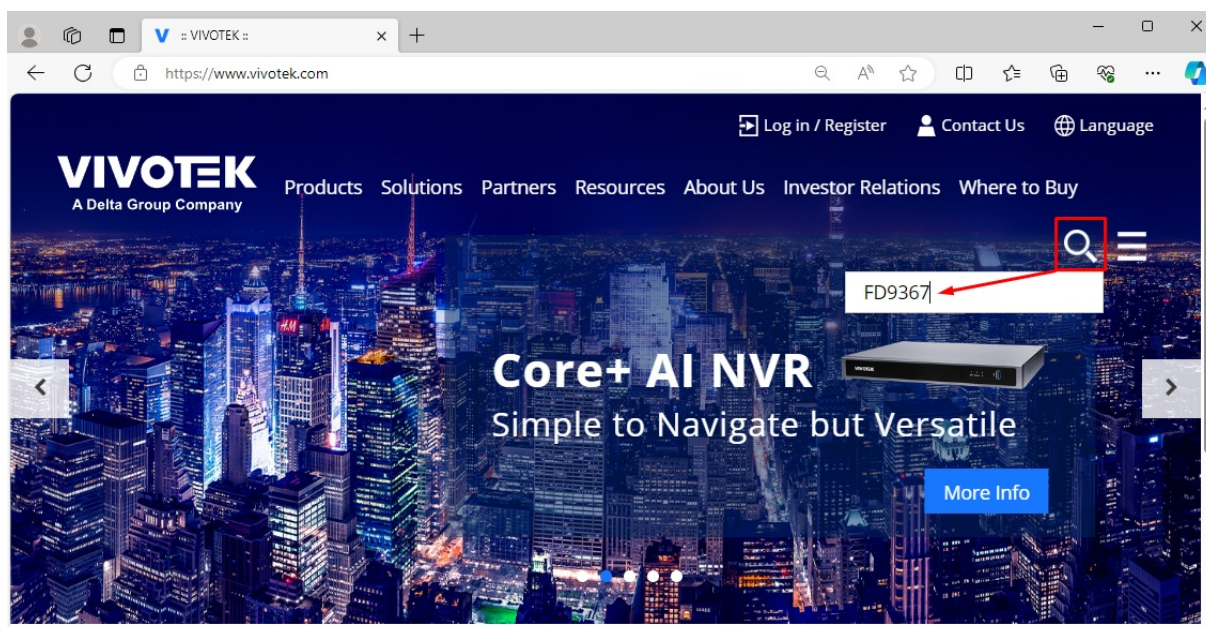 :: VIVOTEK ::
https://www.vivotek.com
Log in / Register Contact Us Language
VIVOTEK
A Delta Group Company
Products Solutions Partners Resources About Us Investor Relations Where to Buy
FD9367
Core+ AI NVR
VIVOTEK
Simple to Navigate but Versatile
More Info
H&M